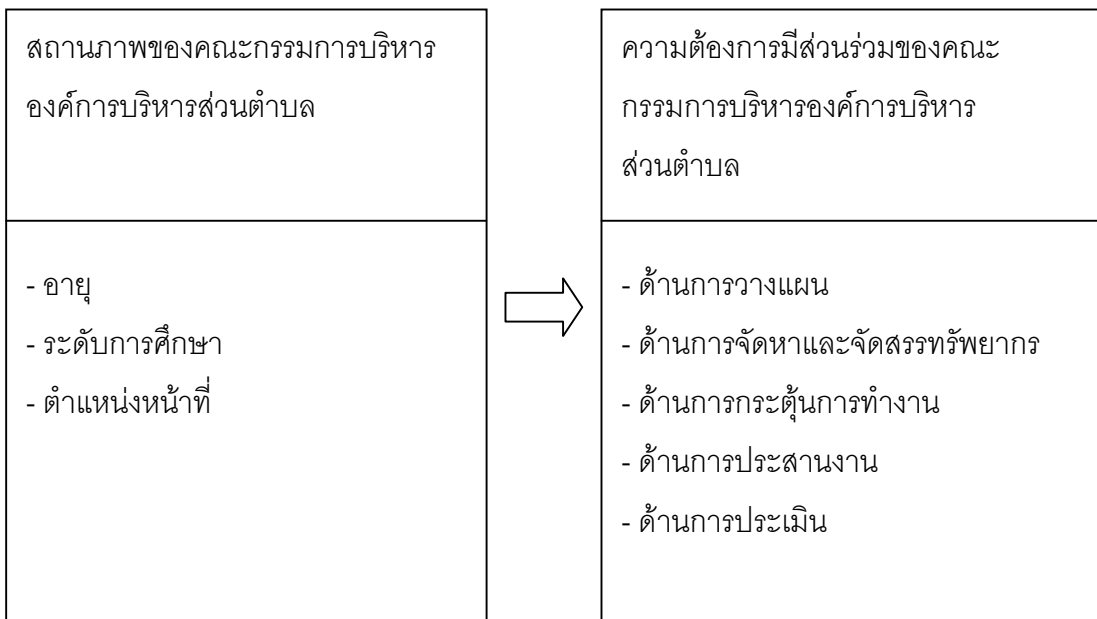 สถานภาพของคณะกรรมการบริหาร
องค์การบริหารส่วนตำบล
- อายุ
- ระดับการศึกษา
- ตำแหน่งหน้าที่
ความต้องการมีส่วนร่วมของคณะ
กรรมการบริหารองค์การบริหาร
ส่วนตำบล
- ด้านการวางแผน
- ด้านการจัดหาและจัดสรรทรัพยากร
- ด้านการกระตุ้นการทำงาน
- ด้านการประสานงาน
- ด้านการประเมิน